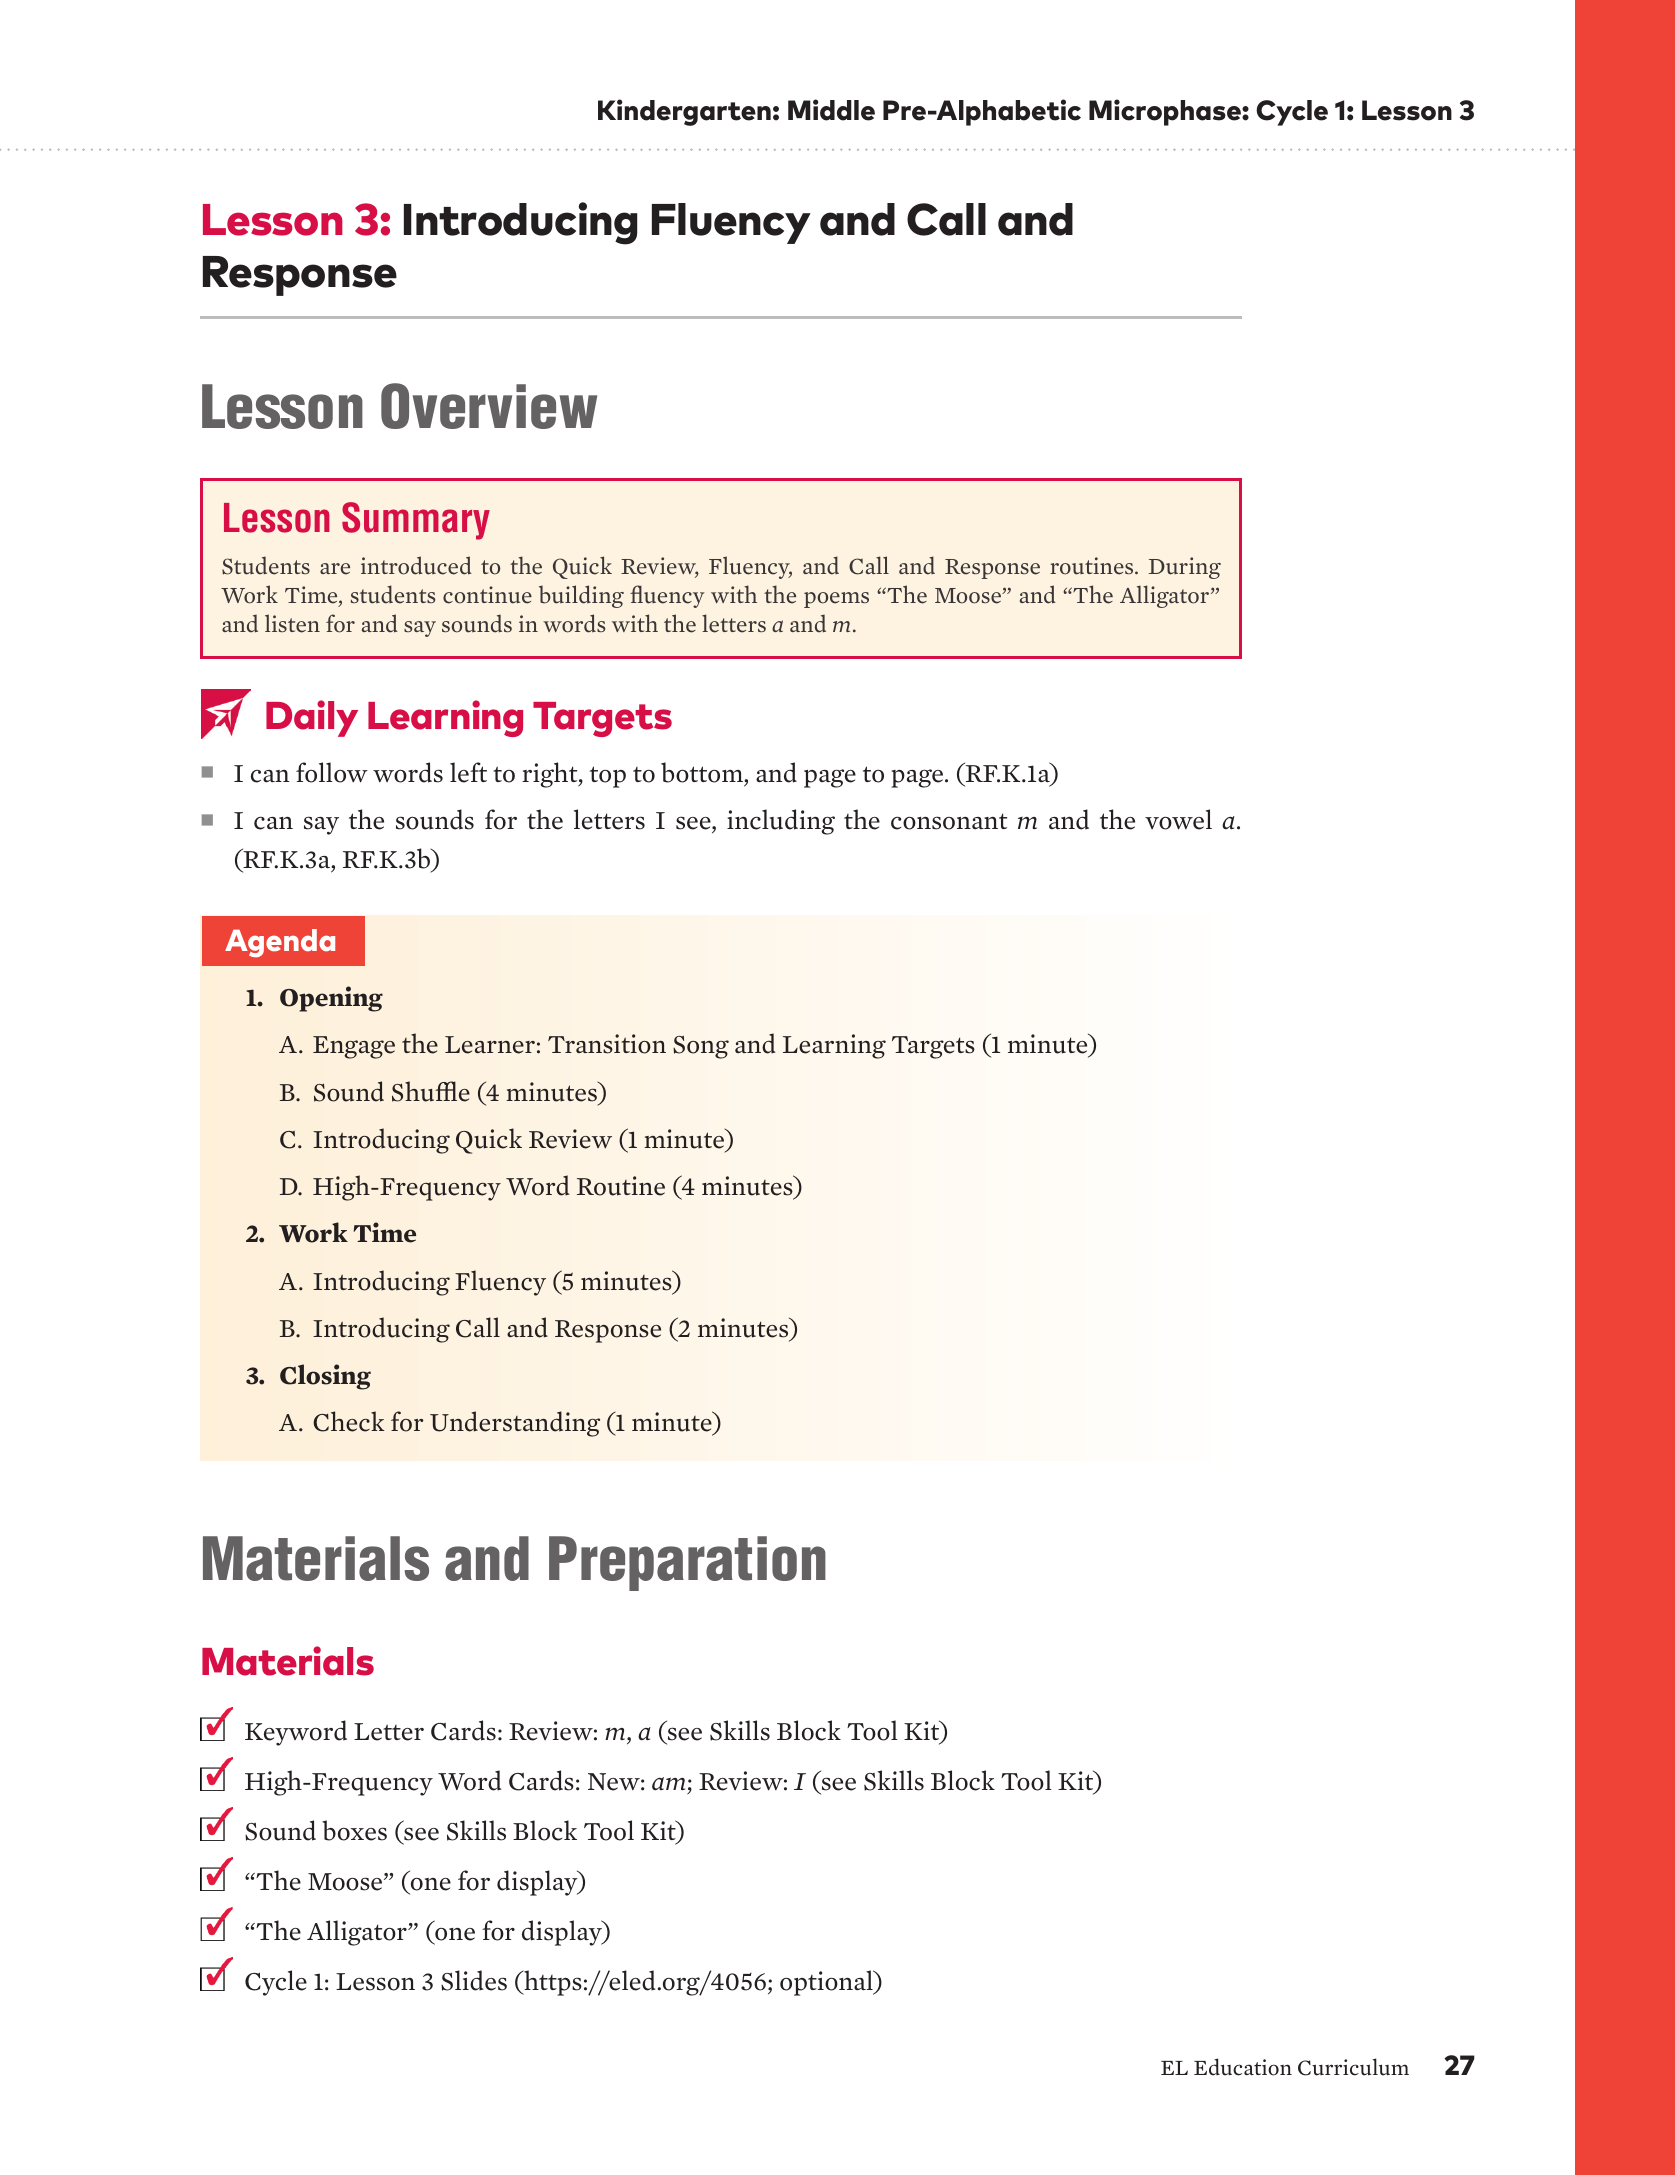 Kindergarten: Middle Pre-Alphabetic Microphase: Cycle 1: Lesson 3
Lesson 3: Introducing Fluency and Call and
Response
Lesson Overview
Lesson Summary
Students are introduced to the Quick Review, Fluency, and Call and Response routines. During
Work Time, students continue building fluency with the poems “The Moose” and “The Alligator”
and listen for and say sounds in words with the letters a and m.
Daily Learning Targets
■ I can follow words left to right, top to bottom, and page to page. (RF.K.1a)
■ I can say the sounds for the letters I see, including the consonant m and the vowel a.
(RF.K.3a, RF.K.3b)
Agenda
1. Opening
A. Engage the Learner: Transition Song and Learning Targets (1 minute)
B. Sound Shuffle (4 minutes)
C. Introducing Quick Review (1 minute)
D. High-Frequency Word Routine (4 minutes)
2. Work Time
A. Introducing Fluency (5 minutes)
B. Introducing Call and Response (2 minutes)
3. Closing
A. Check for Understanding (1 minute)
Materials and Preparation
Materials
Keyword Letter Cards: Review: m, a (see Skills Block Tool Kit)
High-Frequency Word Cards: New: am; Review: I (see Skills Block Tool Kit)
Sound boxes (see Skills Block Tool Kit)
“The Moose” (one for display)
“The Alligator” (one for display)
Cycle 1: Lesson 3 Slides (https://eled.org/4056; optional)
EL Education Curriculum 27